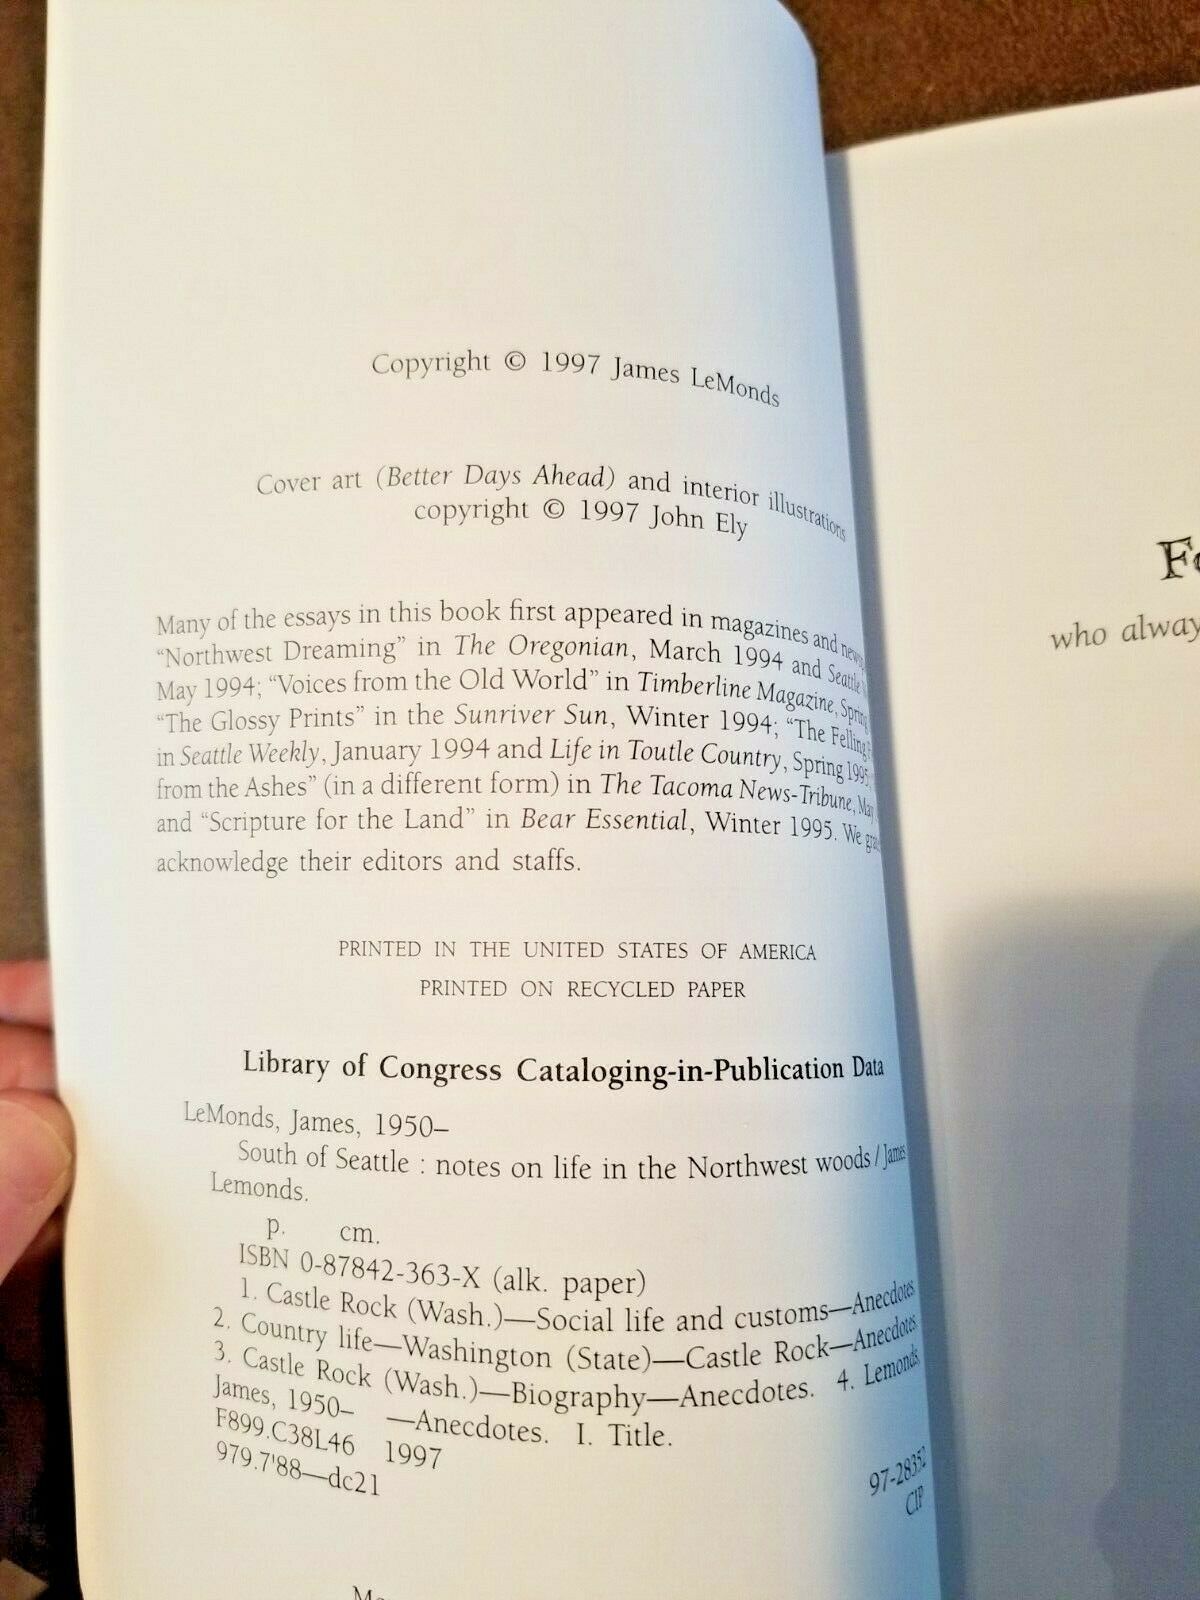 Copyright © 1997 James LeMonds
Cover art (Better Days Ahead) and interior illustrations
copyright © 1997 John Ely
Many of the essays in this book first appeared in magazines and
“Northwest Dreaming” in The Oregonian, March 1994 and Seattle
May 1994; “Voices from the Old World” in Timberline Magazine, Spring
“The Glossy Prints” in the Sunriver Sun, Winter 1994; “The Felling
in Seattle Weekly, January 1994 and Life in Toutle Country, Spring 1995;
from the Ashes” (in a different form) in The Tacoma News-Tribune, May
and “Scripture for the Land” in Bear Essential, Winter 1995. We
acknowledge their editors and staffs.
PRINTED IN THE UNITED STATES OF AMERICA
PRINTED ON RECYCLED PAPER
Library of Congress Cataloging-in-Publication Data
LeMonds, James, 1950–
South of Seattle : notes on life in the Northwest woods / James
Lemonds.
p. cm.
ISBN 0-87842-363-X (alk. paper)
1. Castle Rock (Wash.)—Social life and customs—Anecdotes.
2. Country life—Washington (State)—Castle Rock—Anecdotes.
3. Castle Rock (Wash.)—Biography—Anecdotes. 4. Lemonds,
James, 1950– —Anecdotes. I. Title.
F899.C38L46 1997
979.7'88—dc21
97-28352
CIP
who